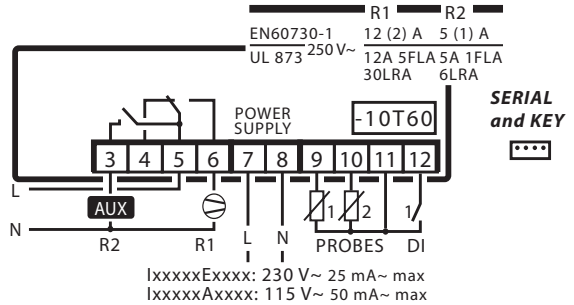 R1 R2
EN60730-1 250 V~ 12 (2) A 5 (1) A
UL 873 12A 5FLA 5A 1FLA
30LRA 6LRA
SERIAL
and KEY
POWER
SUPPLY
-10T60
3 4 5 6 7 8 9 10 11 12
L
AUX
1 2 1
N
R2 R1 L N PROBES DI
IxxxxxExxxx: 230 V~ 25 mA~ max
IxxxxxAxxxx: 115 V~ 50 mA~ max